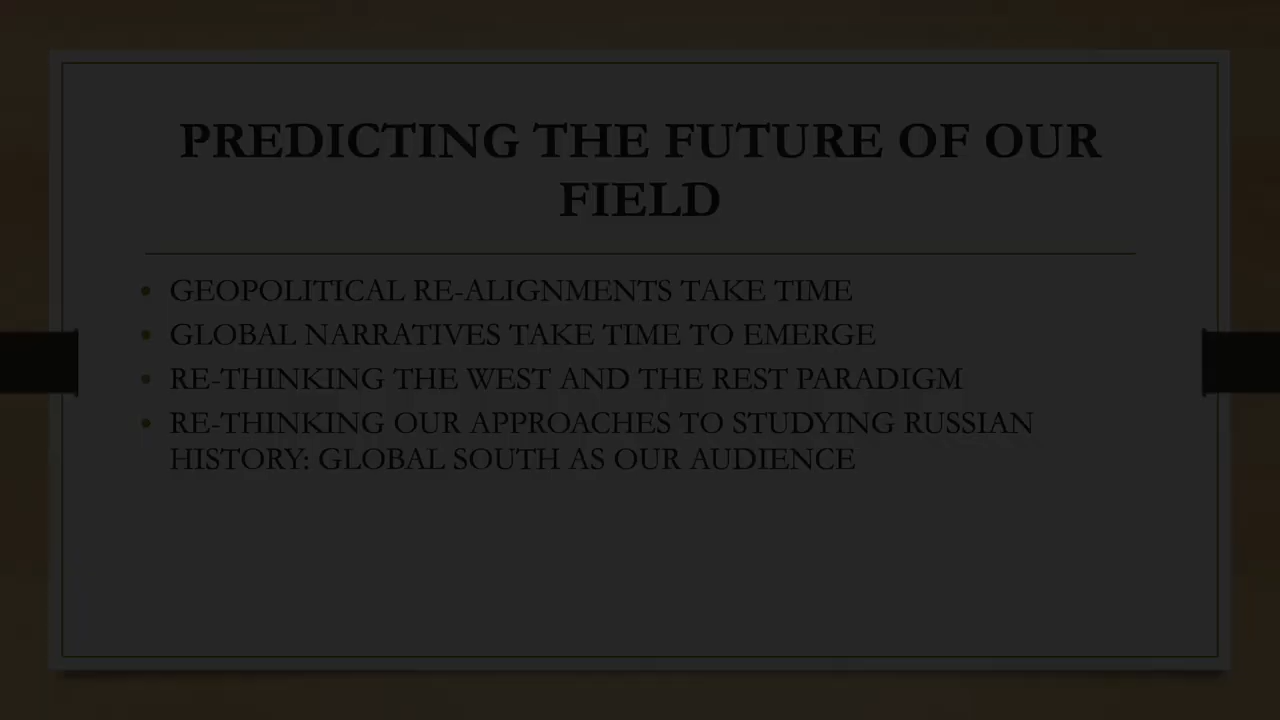 PREDICTING THE FUTURE OF OUR
FIELD
• GEOPOLITICAL RE-ALIGNMENTS TAKE TIME
• GLOBAL NARRATIVES TAKE TIME TO EMERGE
• RE-THINKING THE WEST AND THE REST PARADIGM
• RE-THINKING OUR APPROACHES TO STUDYING RUSSIAN
HISTORY: GLOBAL SOUTH AS OUR AUDIENCE